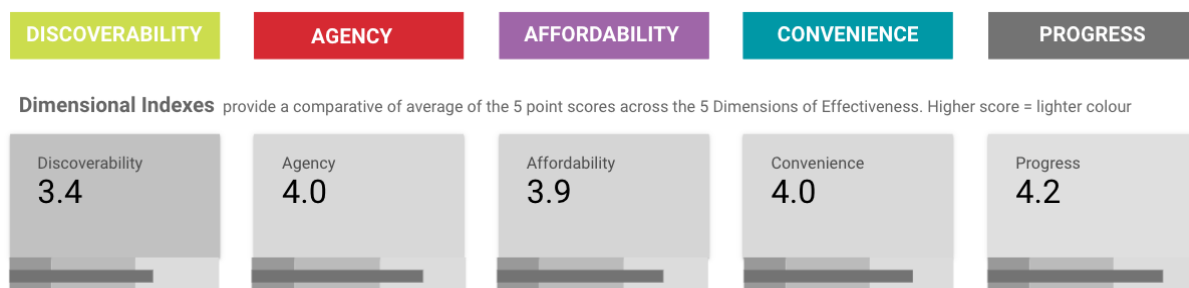 DISCOVERABILITY AGENCY AFFORDABILITY CONVENIENCE PROGRESS
Dimensional Indexes provide a comparative of average of the 5 point scores across the 5 Dimensions of Effectiveness. Higher score = lighter colour
Discoverability Agency Affordability Convenience Progress
3.4 4.0 3.9 4.0 4.2